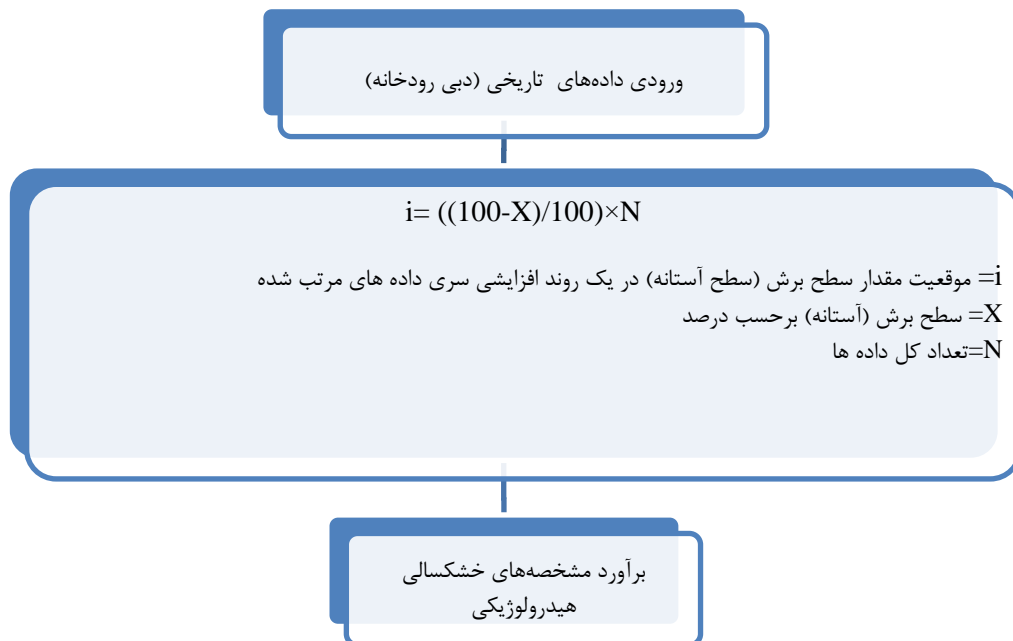 ورودی داده‌های تاریخی (دبی رودخانه)
i= ((100-X)/100)×N
i= موقعیت مقدار سطح برش (سطح آستانه) در یک روند افزایشی سری داده های مرتب شده
X= سطح برش (آستانه) برحسب درصد
N=تعداد کل داده ها
برآورد مشخصه‌های خشکسالی
هیدرولوژیکی